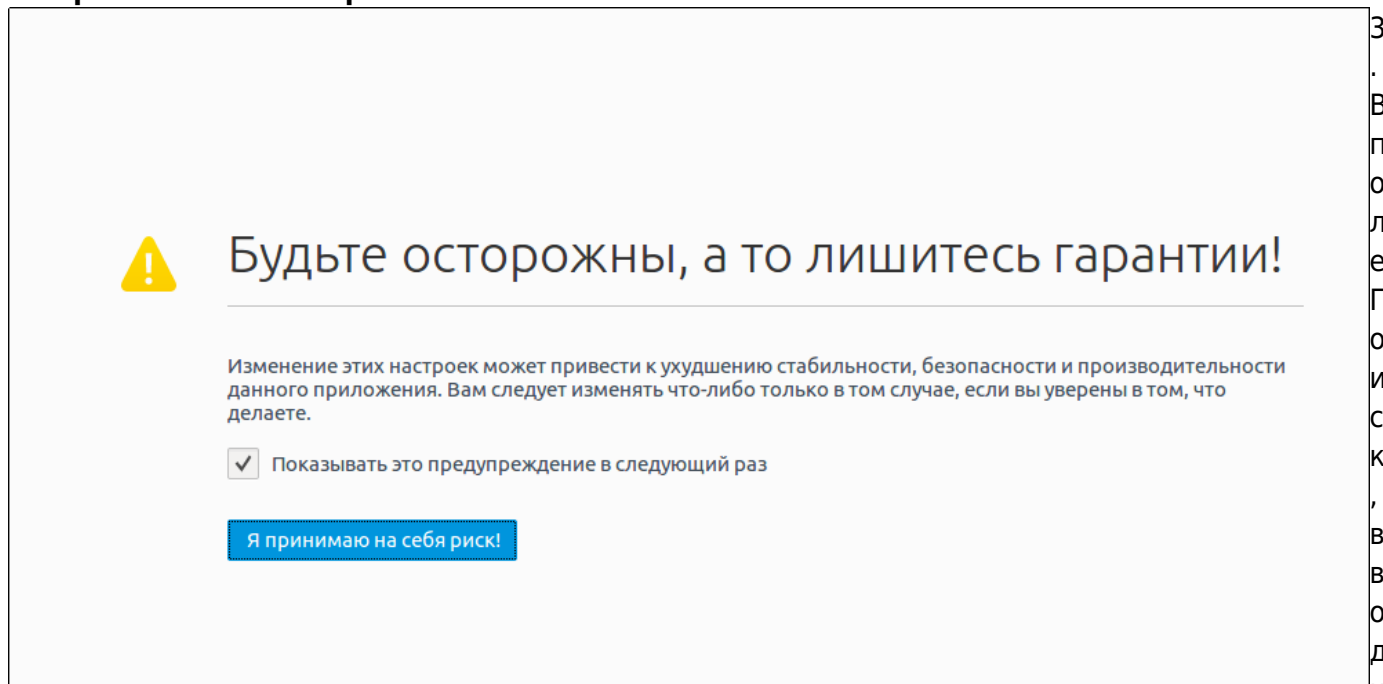 Будьте осторожны, а то лишитесь гарантии!
Изменение этих настроек может привести к ухудшению стабильности, безопасности и производительности
данного приложения. Вам следует изменять что-либо только в том случае, если вы уверены в том, что
делаете.
Показывать это предупреждение в следующий раз
Я принимаю на себя риск!
3
.
В
п
о
л
е
П
о
и
с
к
,
в
в
о
д